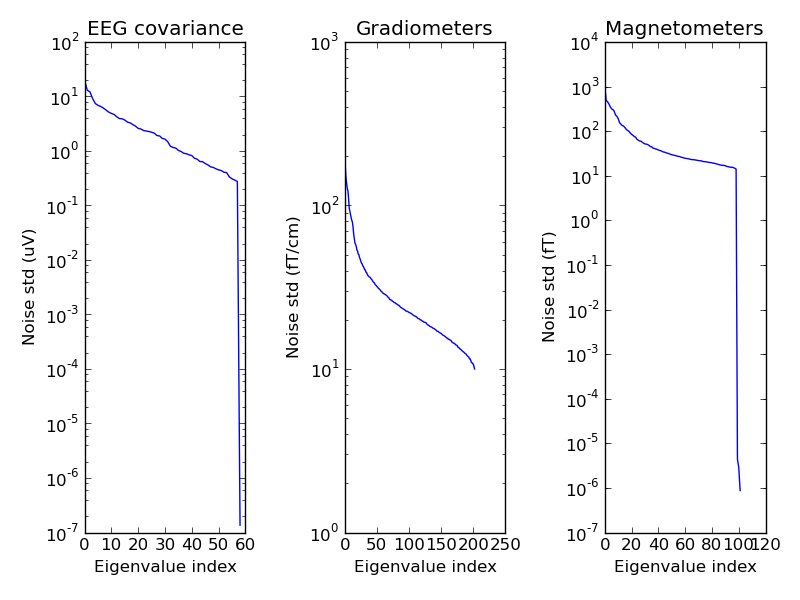 EEG covariance
Noise std (uV)
10^2
10^1
10^0
10^-1
10^-2
10^-3
10^-4
10^-5
10^-6
10^-7
0 10 20 30 40 50 60
Eigenvalue index
Gradiometers
Noise std (fT/cm)
10^3
10^2
10^1
10^0
0 50 100 150 200 250
Eigenvalue index
Magnetometers
Noise std (fT)
10^4
10^3
10^2
10^1
10^0
10^-1
10^-2
10^-3
10^-4
10^-5
10^-6
10^-7
0 20 40 60 80 100 120
Eigenvalue index